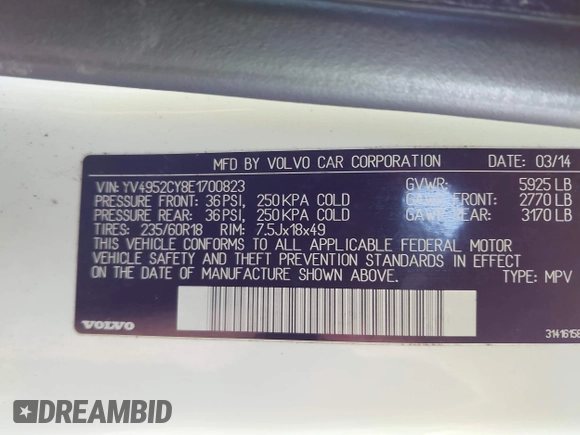 MFD BY VOLVO CAR CORPORATION DATE: 03/14
VIN: YV4952CY8E1700823 GVWR: 5925 LB
PRESSURE FRONT: 36 PSI, 250 KPA COLD FRONT: 2770 LB
PRESSURE REAR: 36 PSI, 250 KPA COLD REAR: 3170 LB
TIRES: 235/60R18 RIM: 7.5Jx18x49
THIS VEHICLE CONFORMS TO ALL APPLICABLE FEDERAL MOTOR
VEHICLE SAFETY AND THEFT PREVENTION STANDARDS IN EFFECT
ON THE DATE OF MANUFACTURE SHOWN ABOVE. TYPE: MPV
VOLVO 31416158
DREAMBID